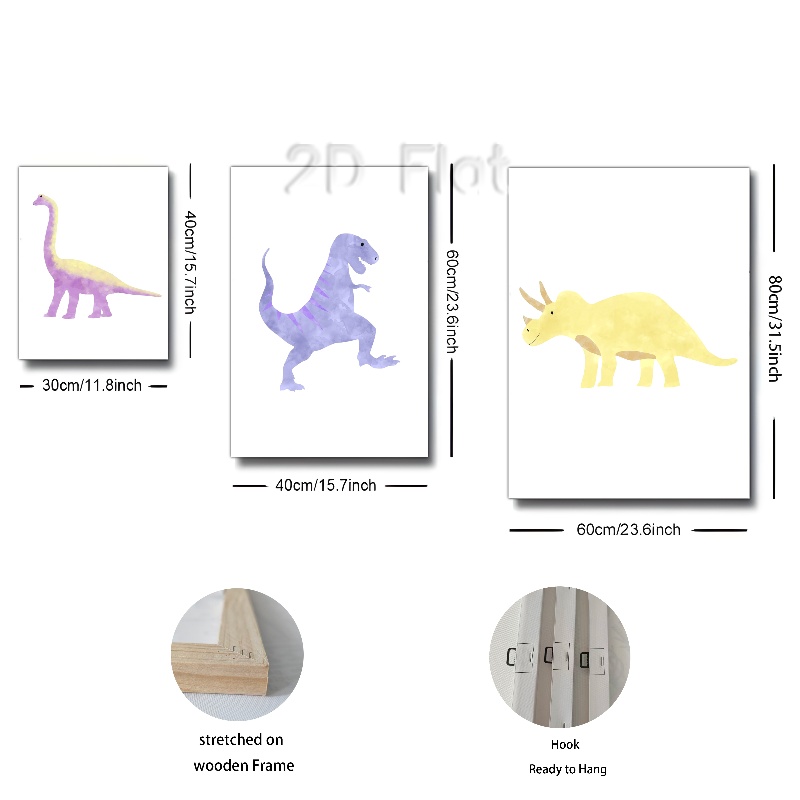 2D Flat
40cm/15.7inch
30cm/11.8inch
60cm/23.6inch
40cm/15.7inch
80cm/31.5inch
60cm/23.6inch
stretched on
wooden Frame
Hook
Ready to Hang